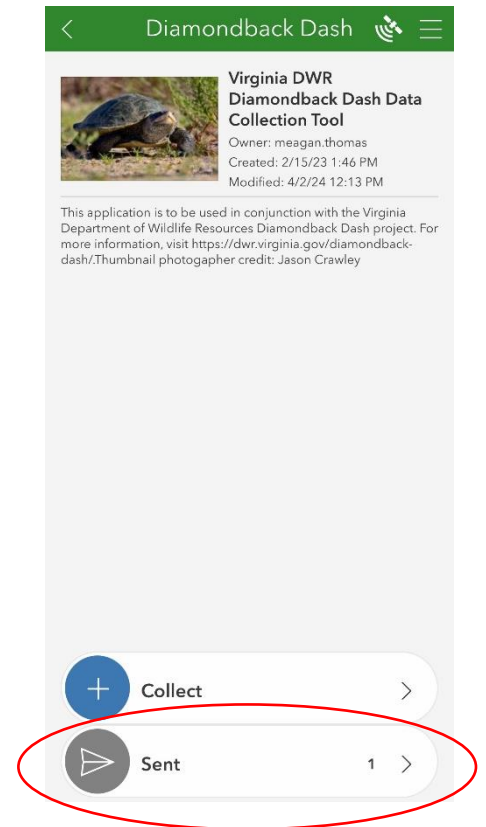 Diamondback Dash
Virginia DWR
Diamondback Dash Data
Collection Tool
Owner: meagan.thomas
Created: 2/15/23 1:46 PM
Modified: 4/2/24 12:13 PM
This application is to be used in conjunction with the Virginia
Department of Wildlife Resources Diamondback Dash project. For
more information, visit https://dwr.virginia.gov/diamondback-
dash/.Thumbnail photogapher credit: Jason Crawley
Collect
Sent 1